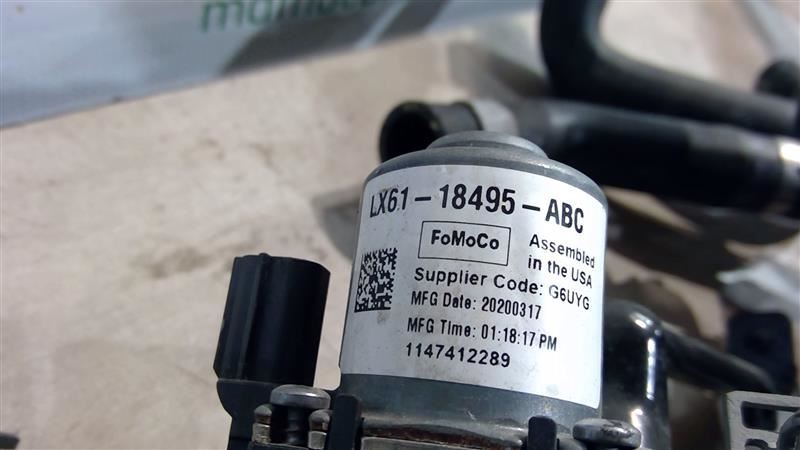 LX61-18495-ABC
FoMoCo
Assembled
in the USA
Supplier Code: G6UYG
MFG Date: 20200317
MFG Time: 01:18:17 PM
1147412289